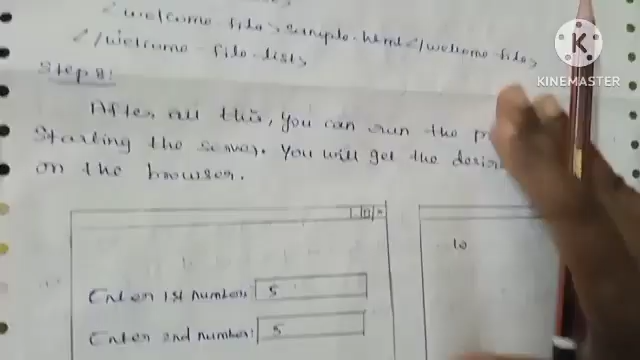 <welcome-file>sample.html</welcome-file>
</welcome-file-list>
Step 8:
After all this, you can run the
Starting the server. You will get the
on the browser.
Enter 1st number: 5
Enter 2nd number: 5
10
K
KINEMASTER